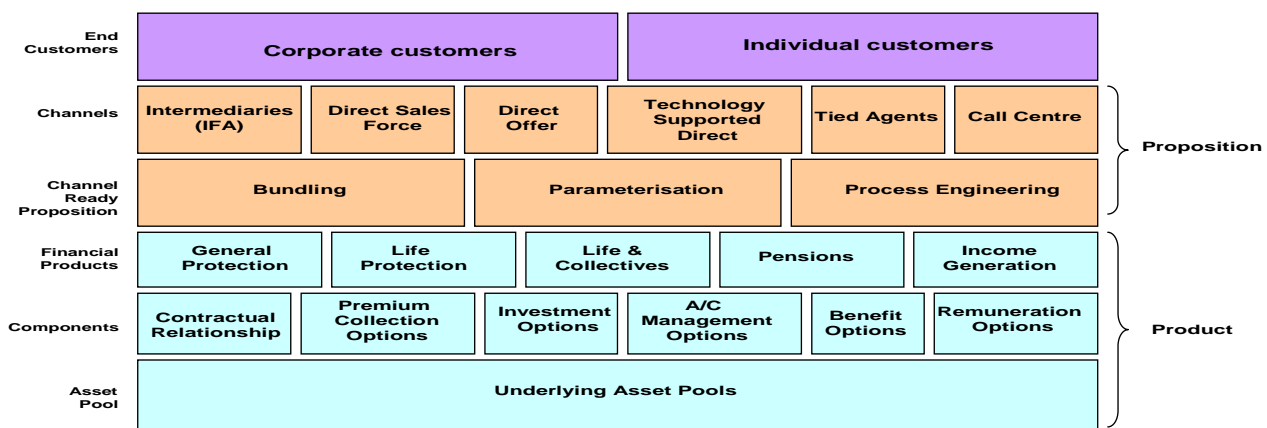 End
Customers
Corporate customers
Individual customers
Channels
Intermediaries
(IFA)
Direct Sales
Force
Direct
Offer
Technology
Supported
Direct
Tied Agents
Call Centre
Proposition
Channel
Ready
Proposition
Bundling
Parameterisation
Process Engineering
Financial
Products
General
Protection
Life
Protection
Life &
Collectives
Pensions
Income
Generation
Components
Contractual
Relationship
Premium
Collection
Options
Investment
Options
A/C
Management
Options
Benefit
Options
Remuneration
Options
Product
Asset
Pool
Underlying Asset Pools